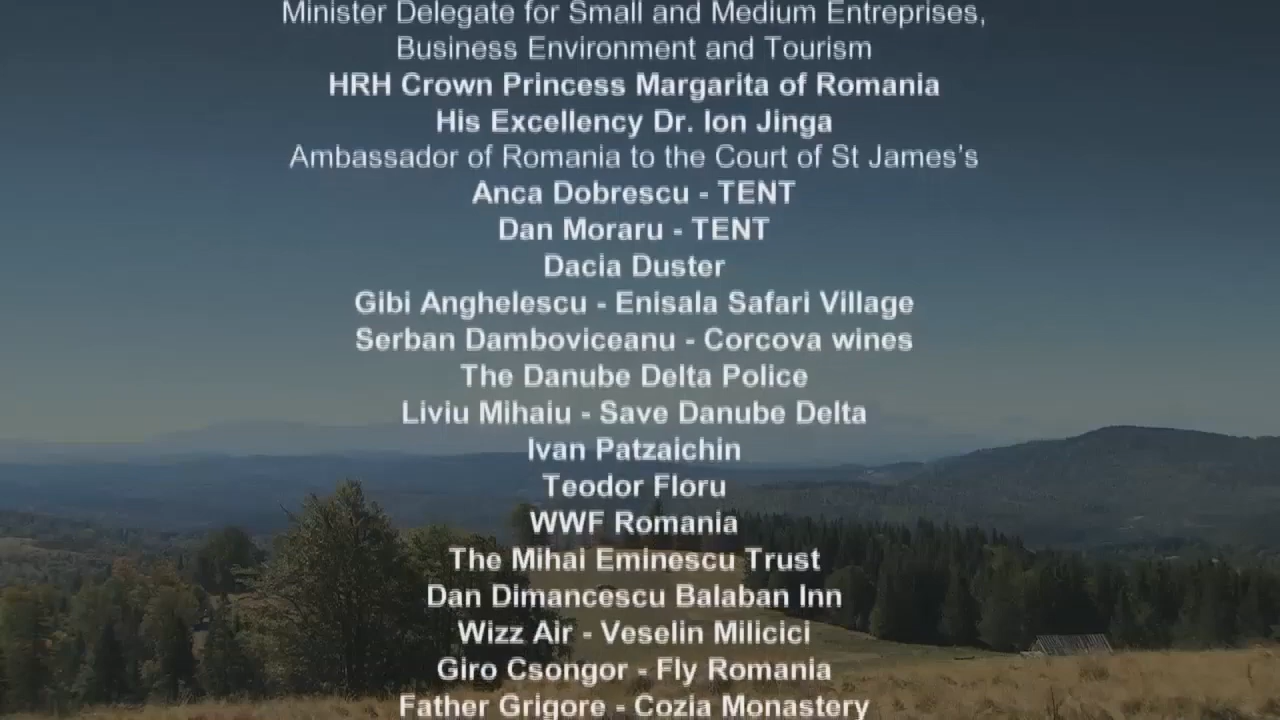 Minister Delegate for Small and Medium Entreprises,
Business Environment and Tourism
HRH Crown Princess Margarita of Romania
His Excellency Dr. Ion Jinga
Ambassador of Romania to the Court of St James's
Anca Dobrescu - TENT
Dan Moraru - TENT
Dacia Duster
Gibi Anghelescu - Enisala Safari Village
Serban Damboviceanu - Corcova wines
The Danube Delta Police
Liviu Mihaiu - Save Danube Delta
Ivan Patzaichin
Teodor Floru
WWF Romania
The Mihai Eminescu Trust
Dan Dimancescu Balaban Inn
Wizz Air - Veselin Milicici
Giro Csongor - Fly Romania
Father Grigore - Cozia Monastery